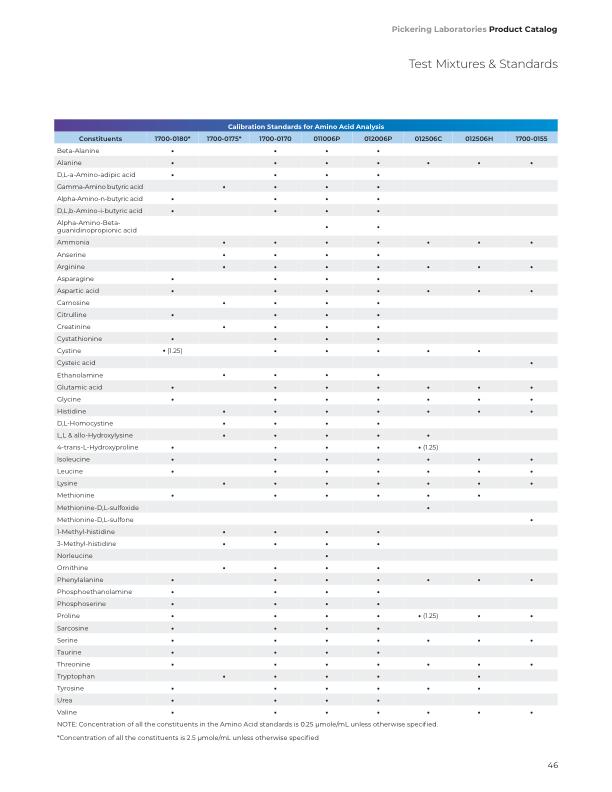 Pickering Laboratories Product Catalog
Test Mixtures & Standards
Calibration Standards for Amino Acid Analysis
Constituents 1700-0180* 1700-0175* 1700-0170 011006P 012006P 012506C 012506H 1700-0155
Beta-Alanine • • • •
Alanine • • • • • • •
D,L-a-Amino-adipic acid • • • •
Gamma-Amino butyric acid • • • •
Alpha-Amino-n-butyric acid • • • •
D,L,b-Amino-i-butyric acid • • • •
Alpha-Amino-Beta-
guanidinopropionic acid • •
Ammonia • • • • • • •
Anserine • • • •
Arginine • • • • • • •
Asparagine • • • •
Aspartic acid • • • • • • •
Carnosine • • • •
Citrulline • • • •
Creatinine • • • •
Cystathionine • • • •
Cystine • (1.25) • • • • •
Cysteic acid •
Ethanolamine • • • •
Glutamic acid • • • • • • •
Glycine • • • • • • •
Histidine • • • • • • •
D,L-Homocystine • • • •
L,L & allo-Hydroxylysine • • • • •
4-trans-L-Hydroxyproline • • • • • (1.25)
Isoleucine • • • • • • •
Leucine • • • • • • •
Lysine • • • • • • •
Methionine • • • • • •
Methionine-D,L-sulfoxide •
Methionine-D,L-sulfone •
1-Methyl-histidine • • • •
3-Methyl-histidine • • • •
Norleucine •
Ornithine • • • •
Phenylalanine • • • • • • •
Phosphoethanolamine • • • •
Phosphoserine • • • •
Proline • • • • • (1.25) • •
Sarcosine • • • •
Serine • • • • • • •
Taurine • • • •
Threonine • • • • • • •
Tryptophan • • • • •
Tyrosine • • • • • •
Urea • • • •
Valine • • • • • • •
NOTE: Concentration of all the constituents in the Amino Acid standards is 0.25 µmole/mL unless otherwise specified.
*Concentration of all the constituents is 2.5 µmole/mL unless otherwise specified
46